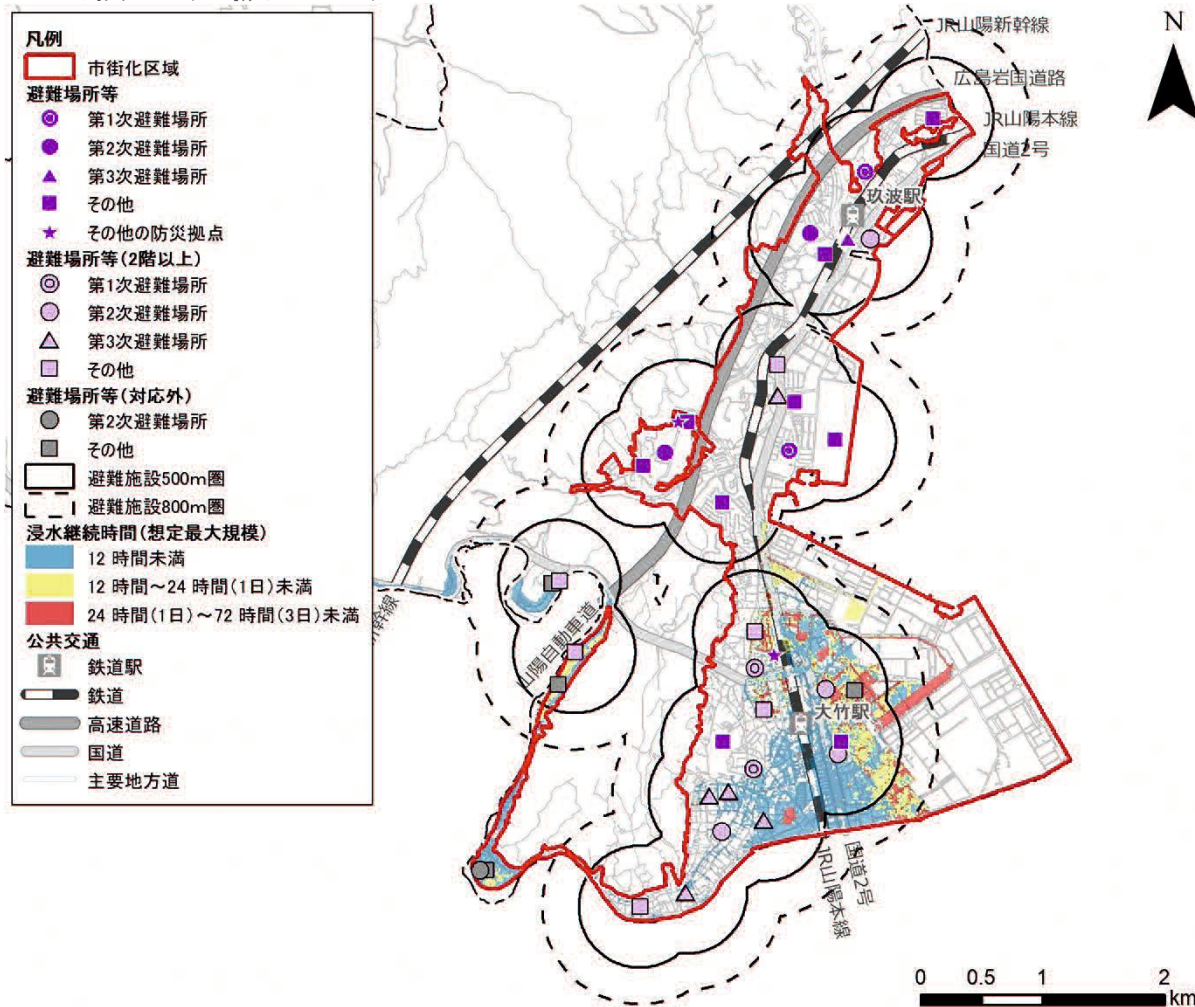 凡例
市街化区域
避難場所等
第1次避難場所
第2次避難場所
第3次避難場所
その他
その他の防災拠点
避難場所等(2階以上)
第1次避難場所
第2次避難場所
第3次避難場所
その他
避難場所等(対応外)
第2次避難場所
その他
避難施設500m圏
避難施設800m圏
浸水継続時間(想定最大規模)
12 時間未満
12 時間～24 時間(1日)未満
24 時間(1日)～72 時間(3日)未満
公共交通
鉄道駅
鉄道
高速道路
国道
主要地方道
JR山陽新幹線
N
広島岩国道路
JR山陽本線
国道2号
玖波駅
幹線
山陽自動車道
大竹駅
国道2号
JR山陽本線
0 0.5 1 2
km